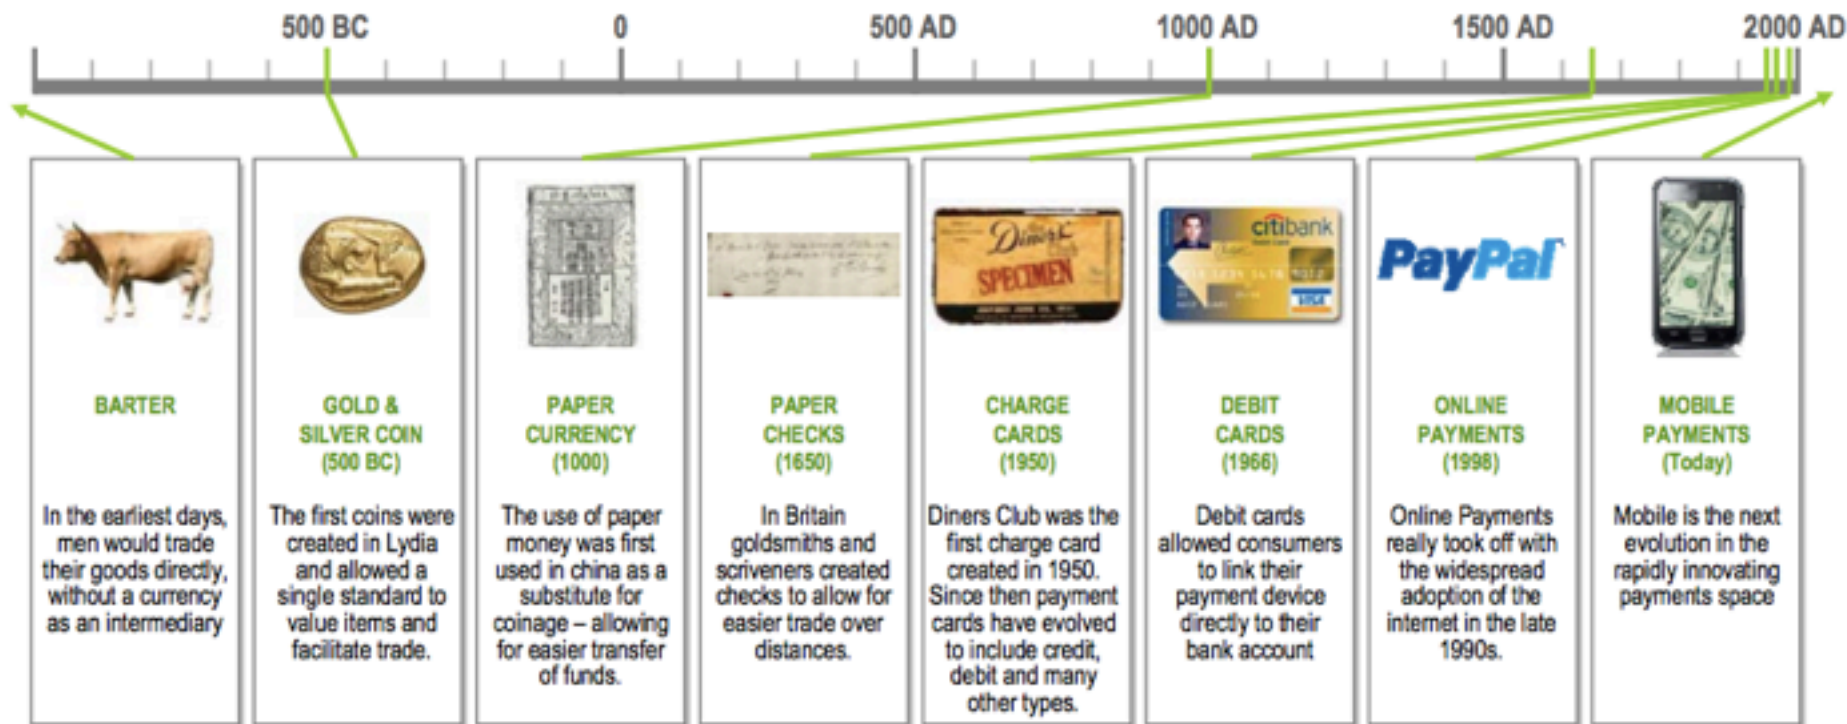 500 BC
0
500 AD
1000 AD
1500 AD
2000 AD
BARTER
In the earliest days,
men would trade
their goods directly,
without a currency
as an intermediary
GOLD &
SILVER COIN
(500 BC)
The first coins were
created in Lydia
and allowed a
single standard to
value items and
facilitate trade.
PAPER
CURRENCY
(1000)
The use of paper
money was first
used in china as a
substitute for
coinage – allowing
for easier transfer
of funds.
PAPER
CHECKS
(1650)
In Britain
goldsmiths and
scriveners created
checks to allow for
easier trade over
distances.
Diners
SPECIMEN
CHARGE
CARDS
(1950)
Diners Club was the
first charge card
created in 1950.
Since then payment
cards have evolved
to include credit,
debit and many
other types.
citibank
VISA
DEBIT
CARDS
(1966)
Debit cards
allowed consumers
to link their
payment device
directly to their
bank account
PayPal
ONLINE
PAYMENTS
(1998)
Online Payments
really took off with
the widespread
adoption of the
internet in the late
1990s.
MOBILE
PAYMENTS
(Today)
Mobile is the next
evolution in the
rapidly innovating
payments space